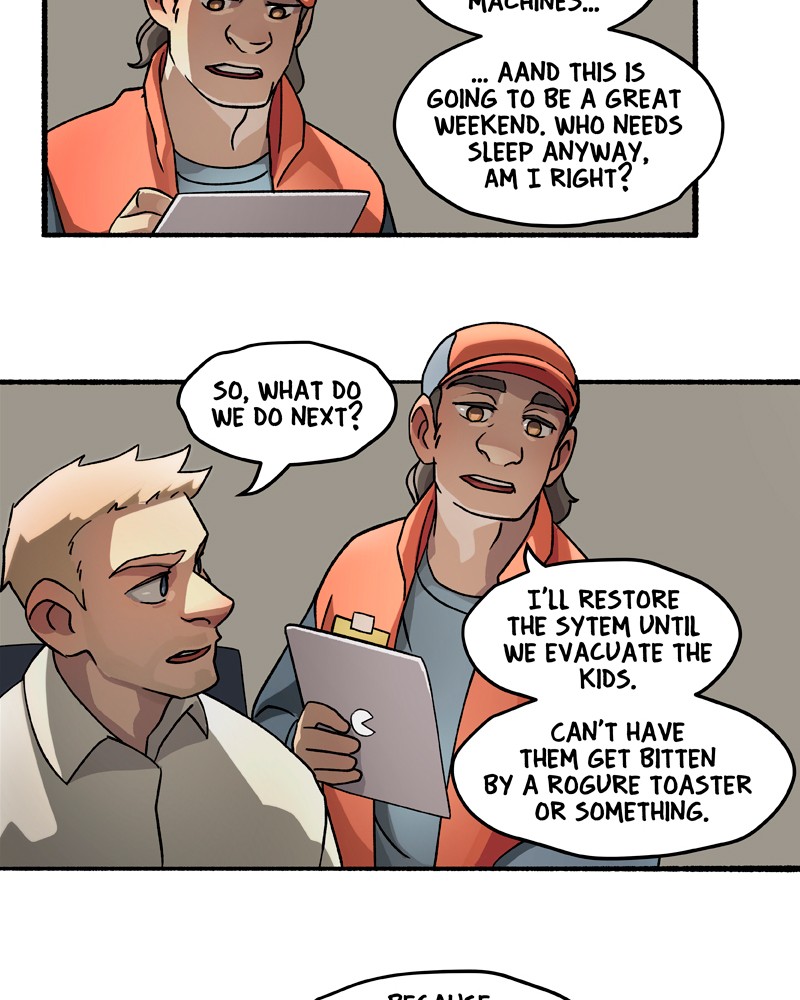 MACHINES...
... AAND THIS IS
GOING TO BE A GREAT
WEEKEND. WHO NEEDS
SLEEP ANYWAY,
AM I RIGHT?
SO, WHAT DO
WE DO NEXT?
I'LL RESTORE
THE SYTEM UNTIL
WE EVACUATE THE
KIDS.
CAN'T HAVE
THEM GET BITTEN
BY A ROGURE TOASTER
OR SOMETHING.
BECAUSE